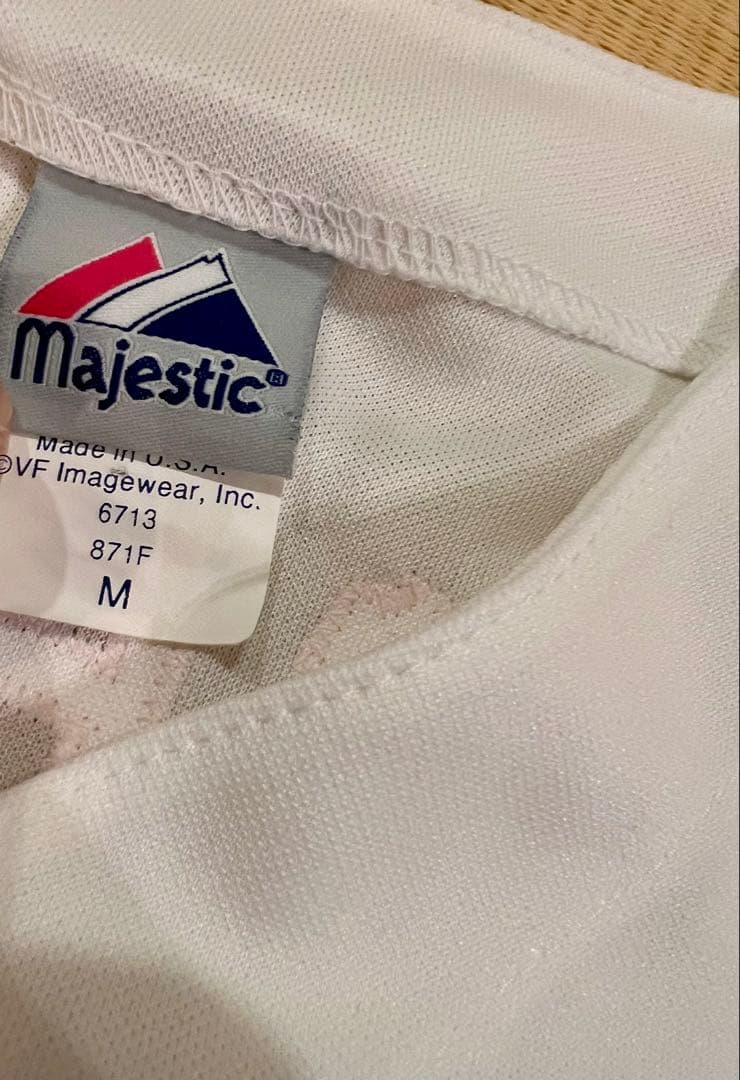 Majestic®
Made in U.S.A.
©VF Imagewear, Inc.
6713
871F
M